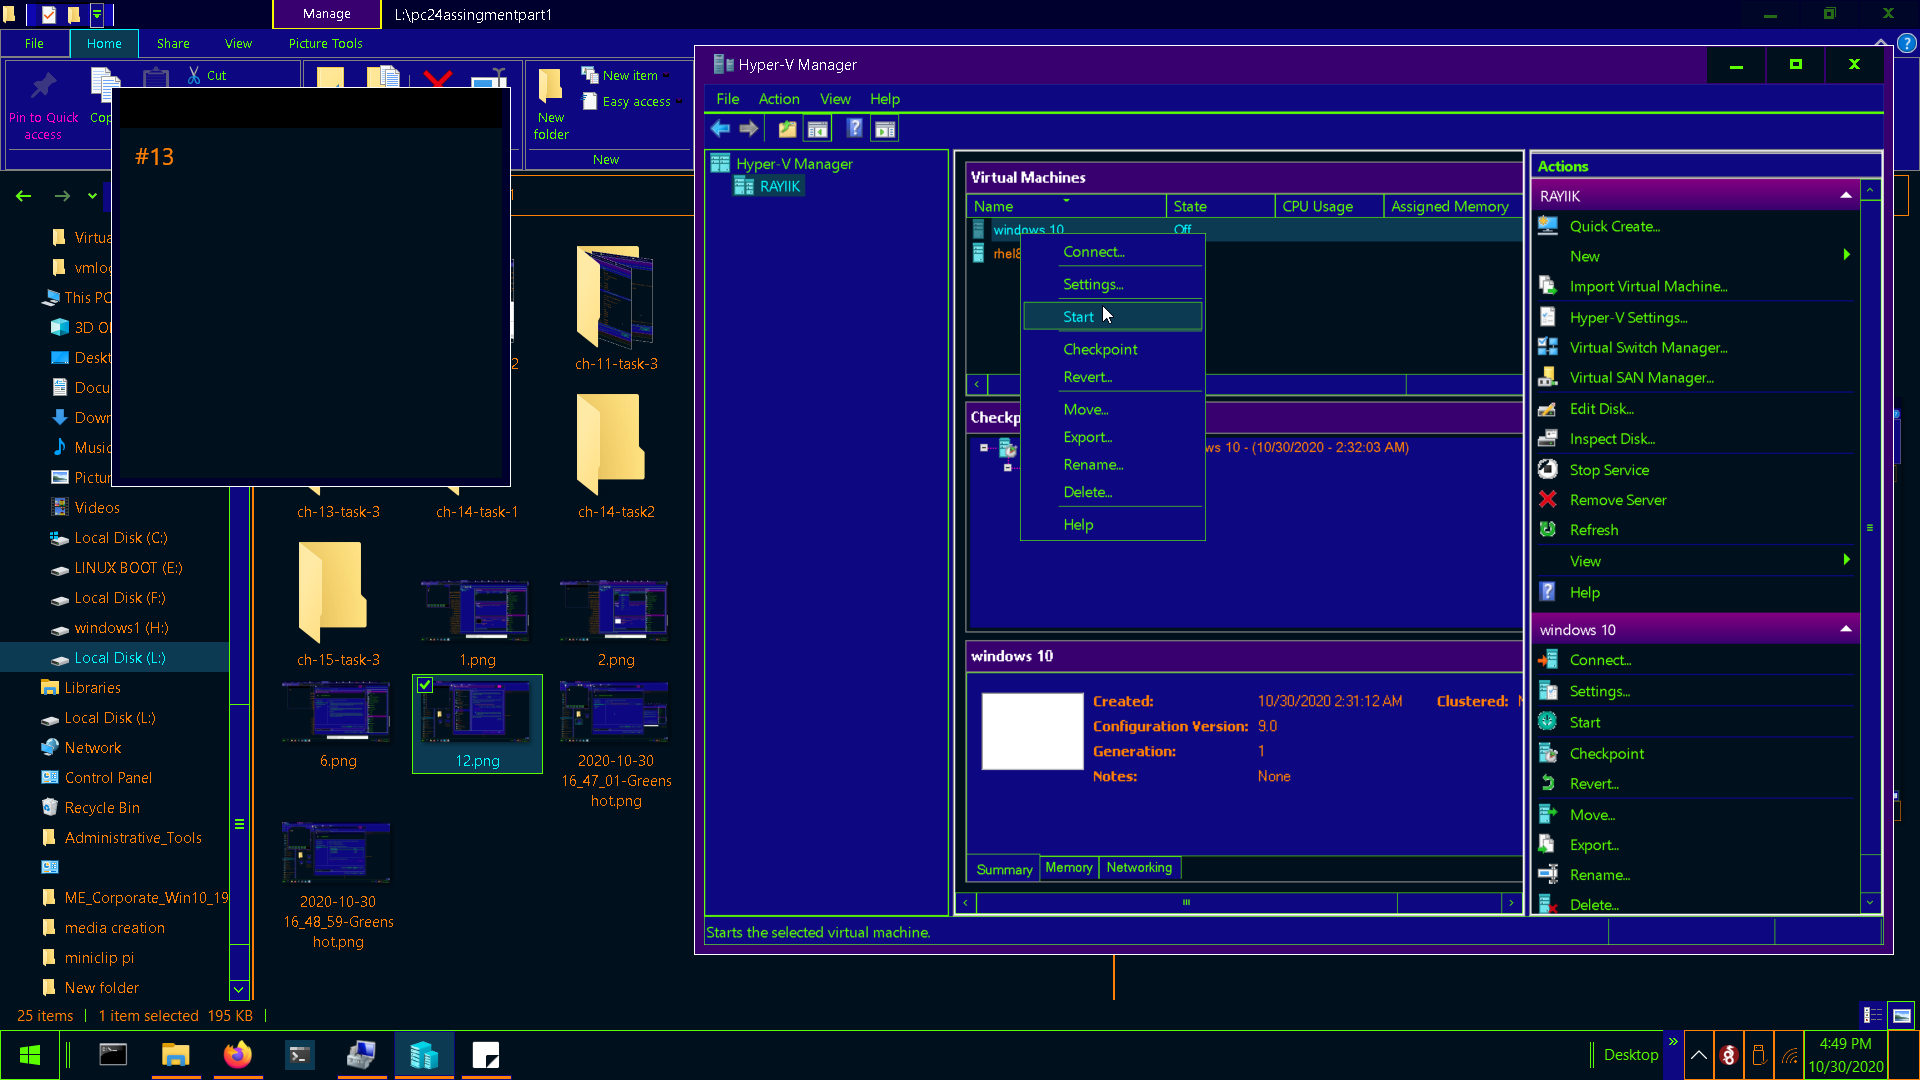 Manage
L:\pc24assingmentpart1
File
Home
Share
View
Picture Tools
Pin to Quick access
Cut
New folder
New item
Easy access
New
#13
This PC
Music
Videos
Local Disk (C:)
LINUX BOOT (E:)
Local Disk (F:)
windows1 (H:)
Local Disk (L:)
Libraries
Local Disk (L:)
Network
Control Panel
Recycle Bin
Administrative_Tools
ME_Corporate_Win10_19
media creation
miniclip pi
New folder
ch-11-task-3
ch-13-task-3
ch-14-task-1
ch-14-task2
ch-15-task-3
1.png
2.png
6.png
12.png
2020-10-30
16_47_01-Greens
hot.png
2020-10-30
16_48_59-Greens
hot.png
25 items
1 item selected 195 KB
Hyper-V Manager
File
Action
View
Help
Hyper-V Manager
RAYIIK
Virtual Machines
Name
State
CPU Usage
Assigned Memory
windows 10
Off
rhel8
Connect...
Settings...
Start
Checkpoint
Revert...
Move...
Export...
Rename...
Delete...
Help
Checkp
ws 10 - (10/30/2020 - 2:32:03 AM)
windows 10
Created: 10/30/2020 2:31:12 AM
Clustered:
Configuration Version: 9.0
Generation: 1
Notes: None
Summary
Memory
Networking
Starts the selected virtual machine.
Actions
RAYIIK
Quick Create...
New
Import Virtual Machine...
Hyper-V Settings...
Virtual Switch Manager...
Virtual SAN Manager...
Edit Disk...
Inspect Disk...
Stop Service
Remove Server
Refresh
View
Help
windows 10
Connect...
Settings...
Start
Checkpoint
Revert...
Move...
Export...
Rename...
Delete...
Desktop
4:49 PM
10/30/2020